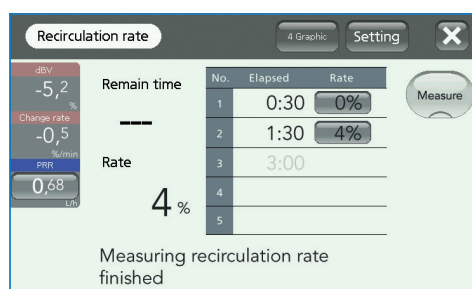 Recirculation rate
4 Graphic
Setting
dBV
-5,2
%
Change rate
-0,5
%/min
PRR
0,68
L/h
Remain time
---
Rate
4 %
No. Elapsed Rate
1 0:30 0%
2 1:30 4%
3 3:00
4
5
Measure
Measuring recirculation rate
finished